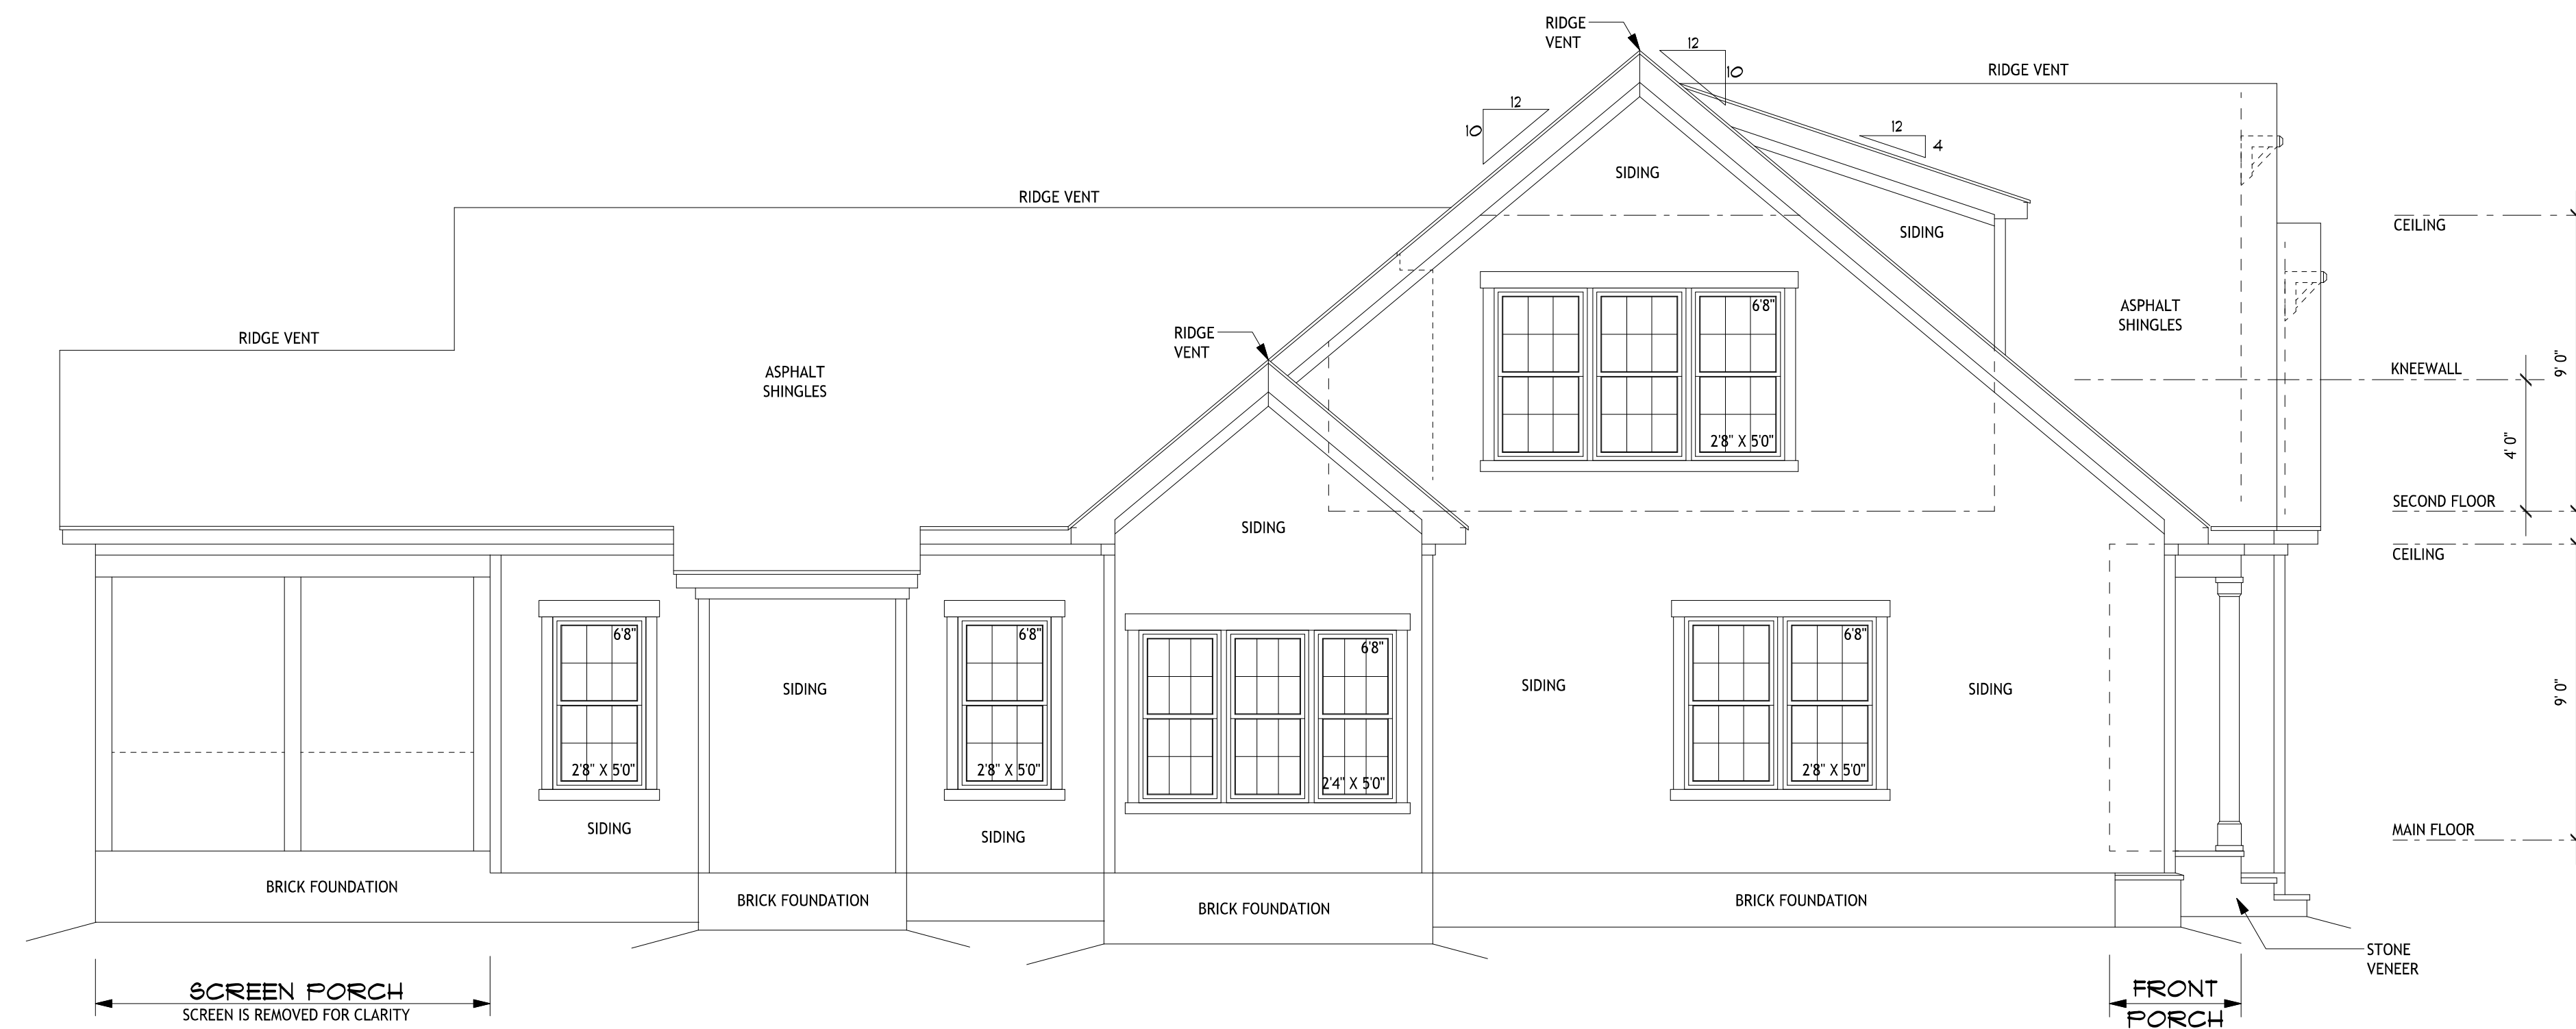 RIDGE
VENT
12
10
RIDGE VENT
12
10
12
4
SIDING
RIDGE VENT
SIDING
CEILING
6'8"
ASPHALT
SHINGLES
RIDGE VENT
RIDGE
VENT
ASPHALT
SHINGLES
KNEEWALL
9' 0"
2'8" X 5'0"
4' 0"
SECOND FLOOR
SIDING
CEILING
6'8"
6'8"
6'8"
6'8"
SIDING
SIDING
SIDING
9' 0"
2'8" X 5'0"
2'8" X 5'0"
2'4" X 5'0"
2'8" X 5'0"
SIDING
SIDING
MAIN FLOOR
BRICK FOUNDATION
BRICK FOUNDATION
BRICK FOUNDATION
BRICK FOUNDATION
STONE
VENEER
SCREEN PORCH
SCREEN IS REMOVED FOR CLARITY
FRONT
PORCH